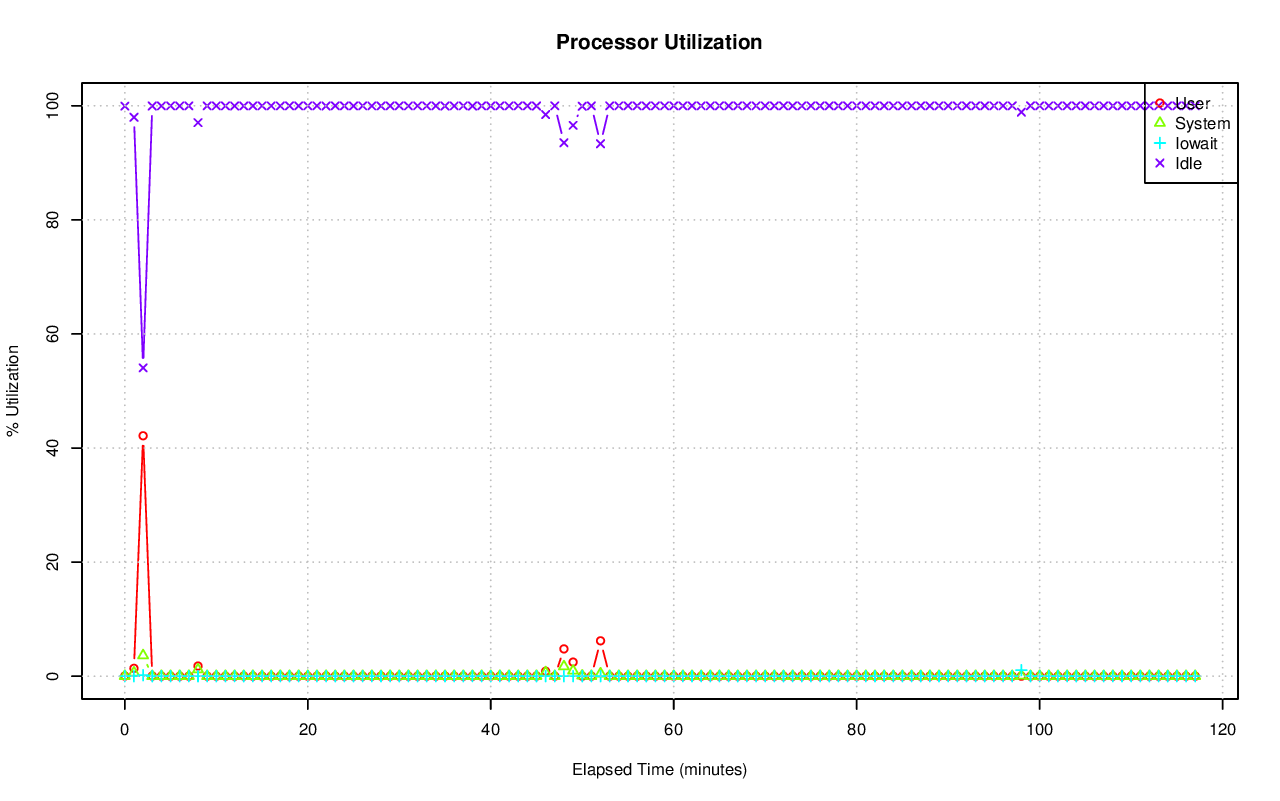 Processor Utilization
100
80
60
40
20
0
% Utilization
User
System
Iowait
Idle
0 20 40 60 80 100 120
Elapsed Time (minutes)